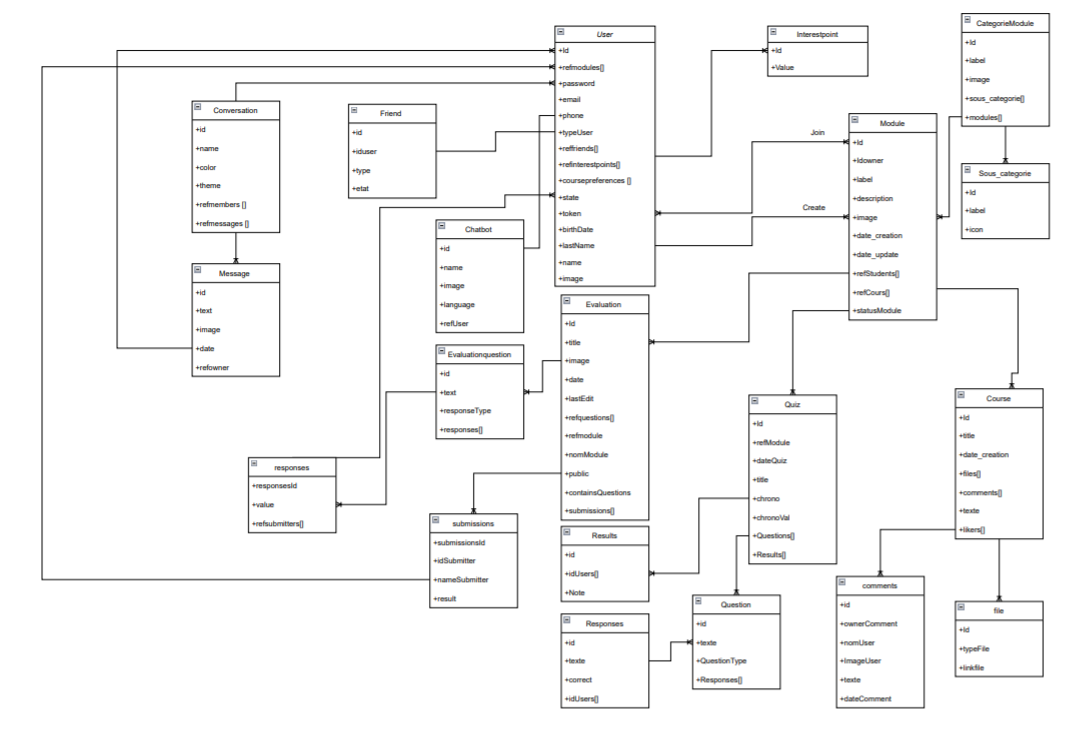 User
+Id
+refmodules[]
+password
+email
+phone
+typeUser
+reffriends[]
+refinterestpoints[]
+coursepreferences []
+state
+token
+birthDate
+lastName
+name
+image
Interestpoint
+Id
+Value
CategorieModule
+Id
+label
+image
+sous_categorie[]
+modules[]
Conversation
+id
+name
+color
+theme
+refmembers []
+refmessages []
Friend
+id
+iduser
+type
+etat
Join
Create
Module
+Id
+Idowner
+label
+description
+image
+date_creation
+date_update
+refStudents[]
+refCours[]
+statusModule
Sous_categorie
+Id
+label
+icon
Chatbot
+id
+name
+image
+language
+refUser
Message
+id
+text
+image
+date
+refowner
Evaluation
+Id
+title
+image
+date
+lastEdit
+refquestions[]
+refmodule
+nomModule
+public
+containsQuestions
+submissions[]
Evaluationquestion
+id
+text
+responseType
+responses[]
Quiz
+Id
+refModule
+dateQuiz
+title
+chrono
+chronoVal
+Questions[]
+Results[]
Course
+Id
+title
+date_creation
+files[]
+comments[]
+texte
+likers[]
responses
+responsesId
+value
+refsubmitters[]
submissions
+submissionsId
+idSubmitter
+nameSubmitter
+result
Results
+id
+idUsers[]
+Note
Responses
+id
+texte
+correct
+idUsers[]
Question
+id
+texte
+QuestionType
+Responses[]
comments
+id
+ownerComment
+nomUser
+ImageUser
+texte
+dateComment
file
+Id
+typeFile
+linkfile